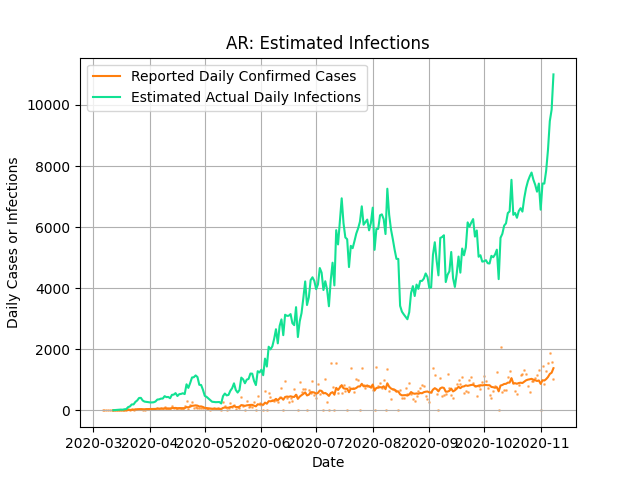 AR: Estimated Infections
Reported Daily Confirmed Cases
Estimated Actual Daily Infections
Daily Cases or Infections
10000
8000
6000
4000
2000
0
2020-03 2020-04 2020-05 2020-06 2020-07 2020-08 2020-09 2020-10 2020-11
Date